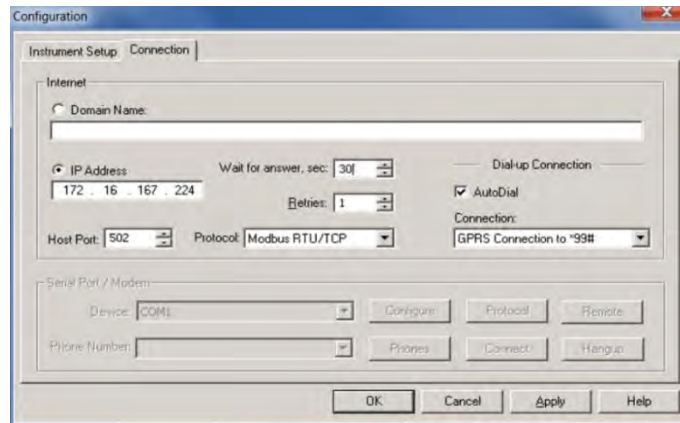 Configuration
Instrument Setup Connection
Internet
Domain Name:
IP Address
Wait for answer, sec: 30
Dial-up Connection
172 . 16 . 167 . 224
AutoDial
Retries: 1
Connection:
Host Port: 502 Protocol: Modbus RTU/TCP GPRS Connection to *99#
Serial Port / Modem
Device: COM1 Configure Protocol Remote
Phone Number: Phones Connect Hangup
OK Cancel Apply Help